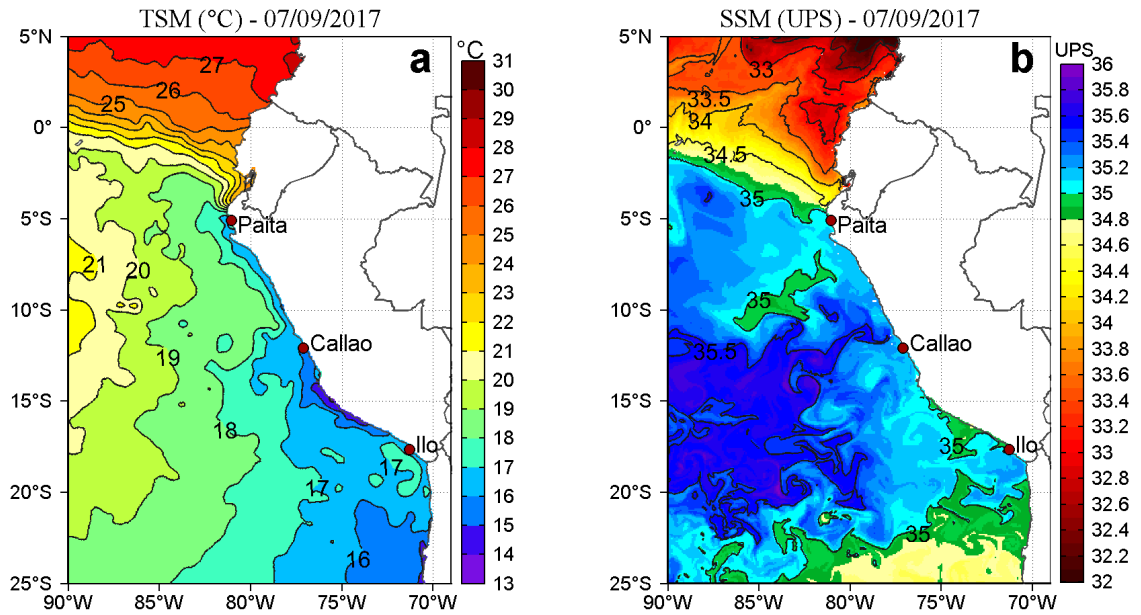 TSM (°C) - 07/09/2017
a
°C
5°N
0°
5°S
10°S
15°S
20°S
25°S
90°W
85°W
80°W
75°W
70°W
27
26
25
21
20
19
18
17
17
16
Paita
Callao
Ilo
31
30
29
28
27
26
25
24
23
22
21
20
19
18
17
16
15
14
13
SSM (UPS) - 07/09/2017
b
UPS
5°N
0°
5°S
10°S
15°S
20°S
25°S
90°W
85°W
80°W
75°W
70°W
33
33.5
34
34.5
35
35
35.5
35
35
Paita
Callao
Ilo
36
35.8
35.6
35.4
35.2
35
34.8
34.6
34.4
34.2
34
33.8
33.6
33.4
33.2
33
32.8
32.6
32.4
32.2
32